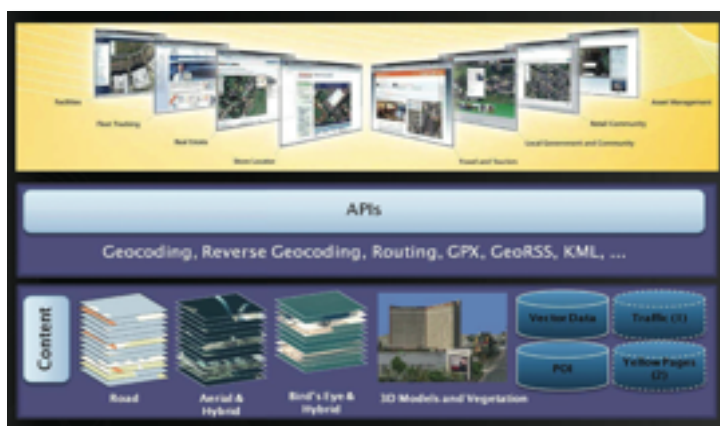 Facilities
Fleet Tracking
Real Estate
Store Locator
Travel and Tourism
Local Government and Community
Retail Community
Asset Management
APIs
Geocoding, Reverse Geocoding, Routing, GPX, GeoRSS, KML, ...
Content
Road
Aerial &
Hybrid
Bird's Eye &
Hybrid
3D Models and Vegetation
Vector Data
Traffic (1)
POI
Yellow Pages
(2)